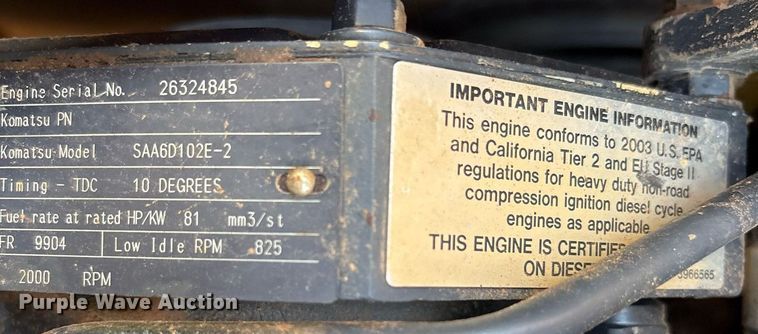 Engine Serial No. 26324845
Komatsu PN
Komatsu Model SAA6D102E-2
Timing - TDC 10 DEGREES
Fuel rate at rated HP/KW 81 mm3/st
FR 9904 Low Idle RPM 825
2000 RPM
IMPORTANT ENGINE INFORMATION
This engine conforms to 2003 U.S. EPA
and California Tier 2 and EU Stage II
regulations for heavy duty non-road
compression ignition diesel cycle
engines as applicable
THIS ENGINE IS CERTIFIED
ON DIESE
3966565
Purple Wave Auction